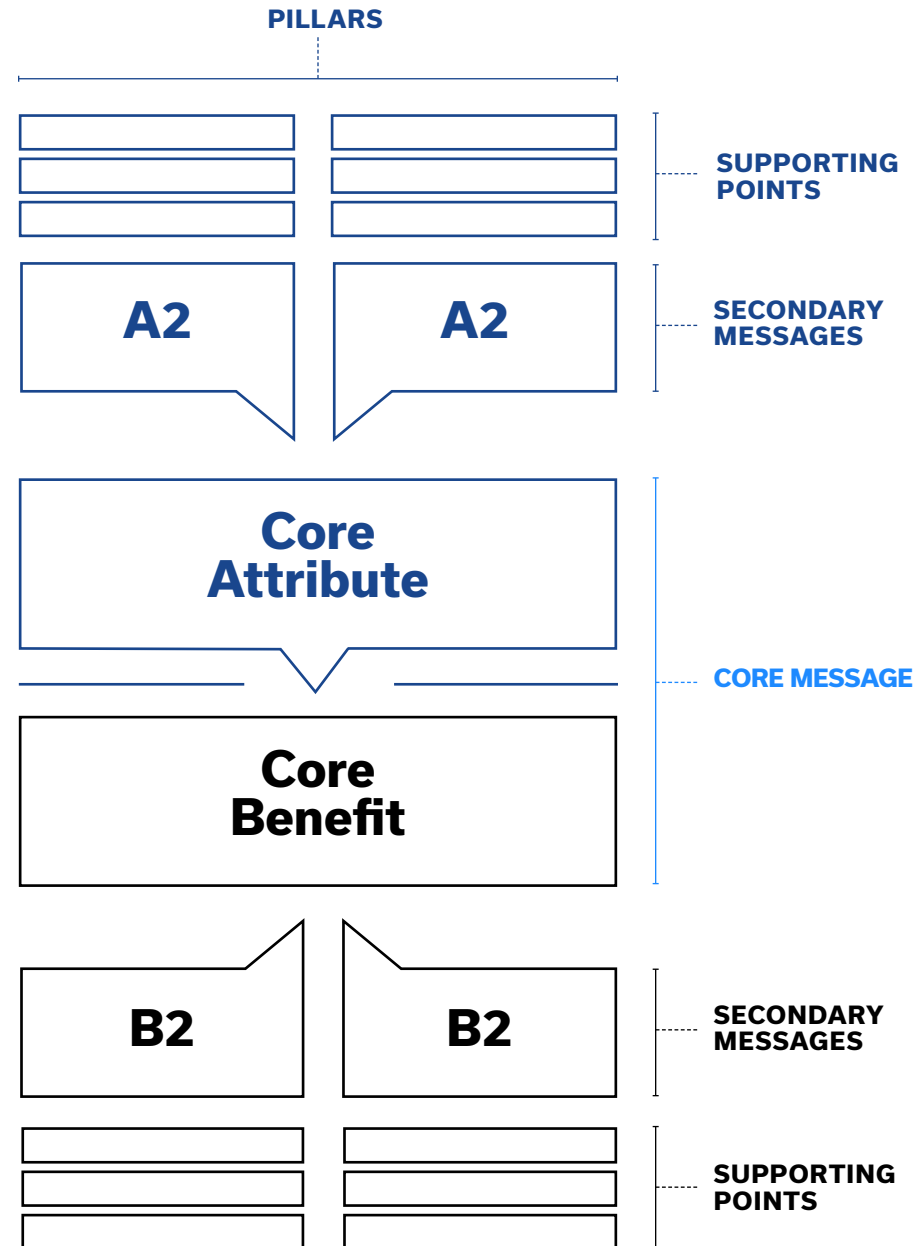 PILLARS
SUPPORTING
POINTS
A2
A2
SECONDARY
MESSAGES
Core
Attribute
CORE MESSAGE
Core
Benefit
B2
B2
SECONDARY
MESSAGES
SUPPORTING
POINTS